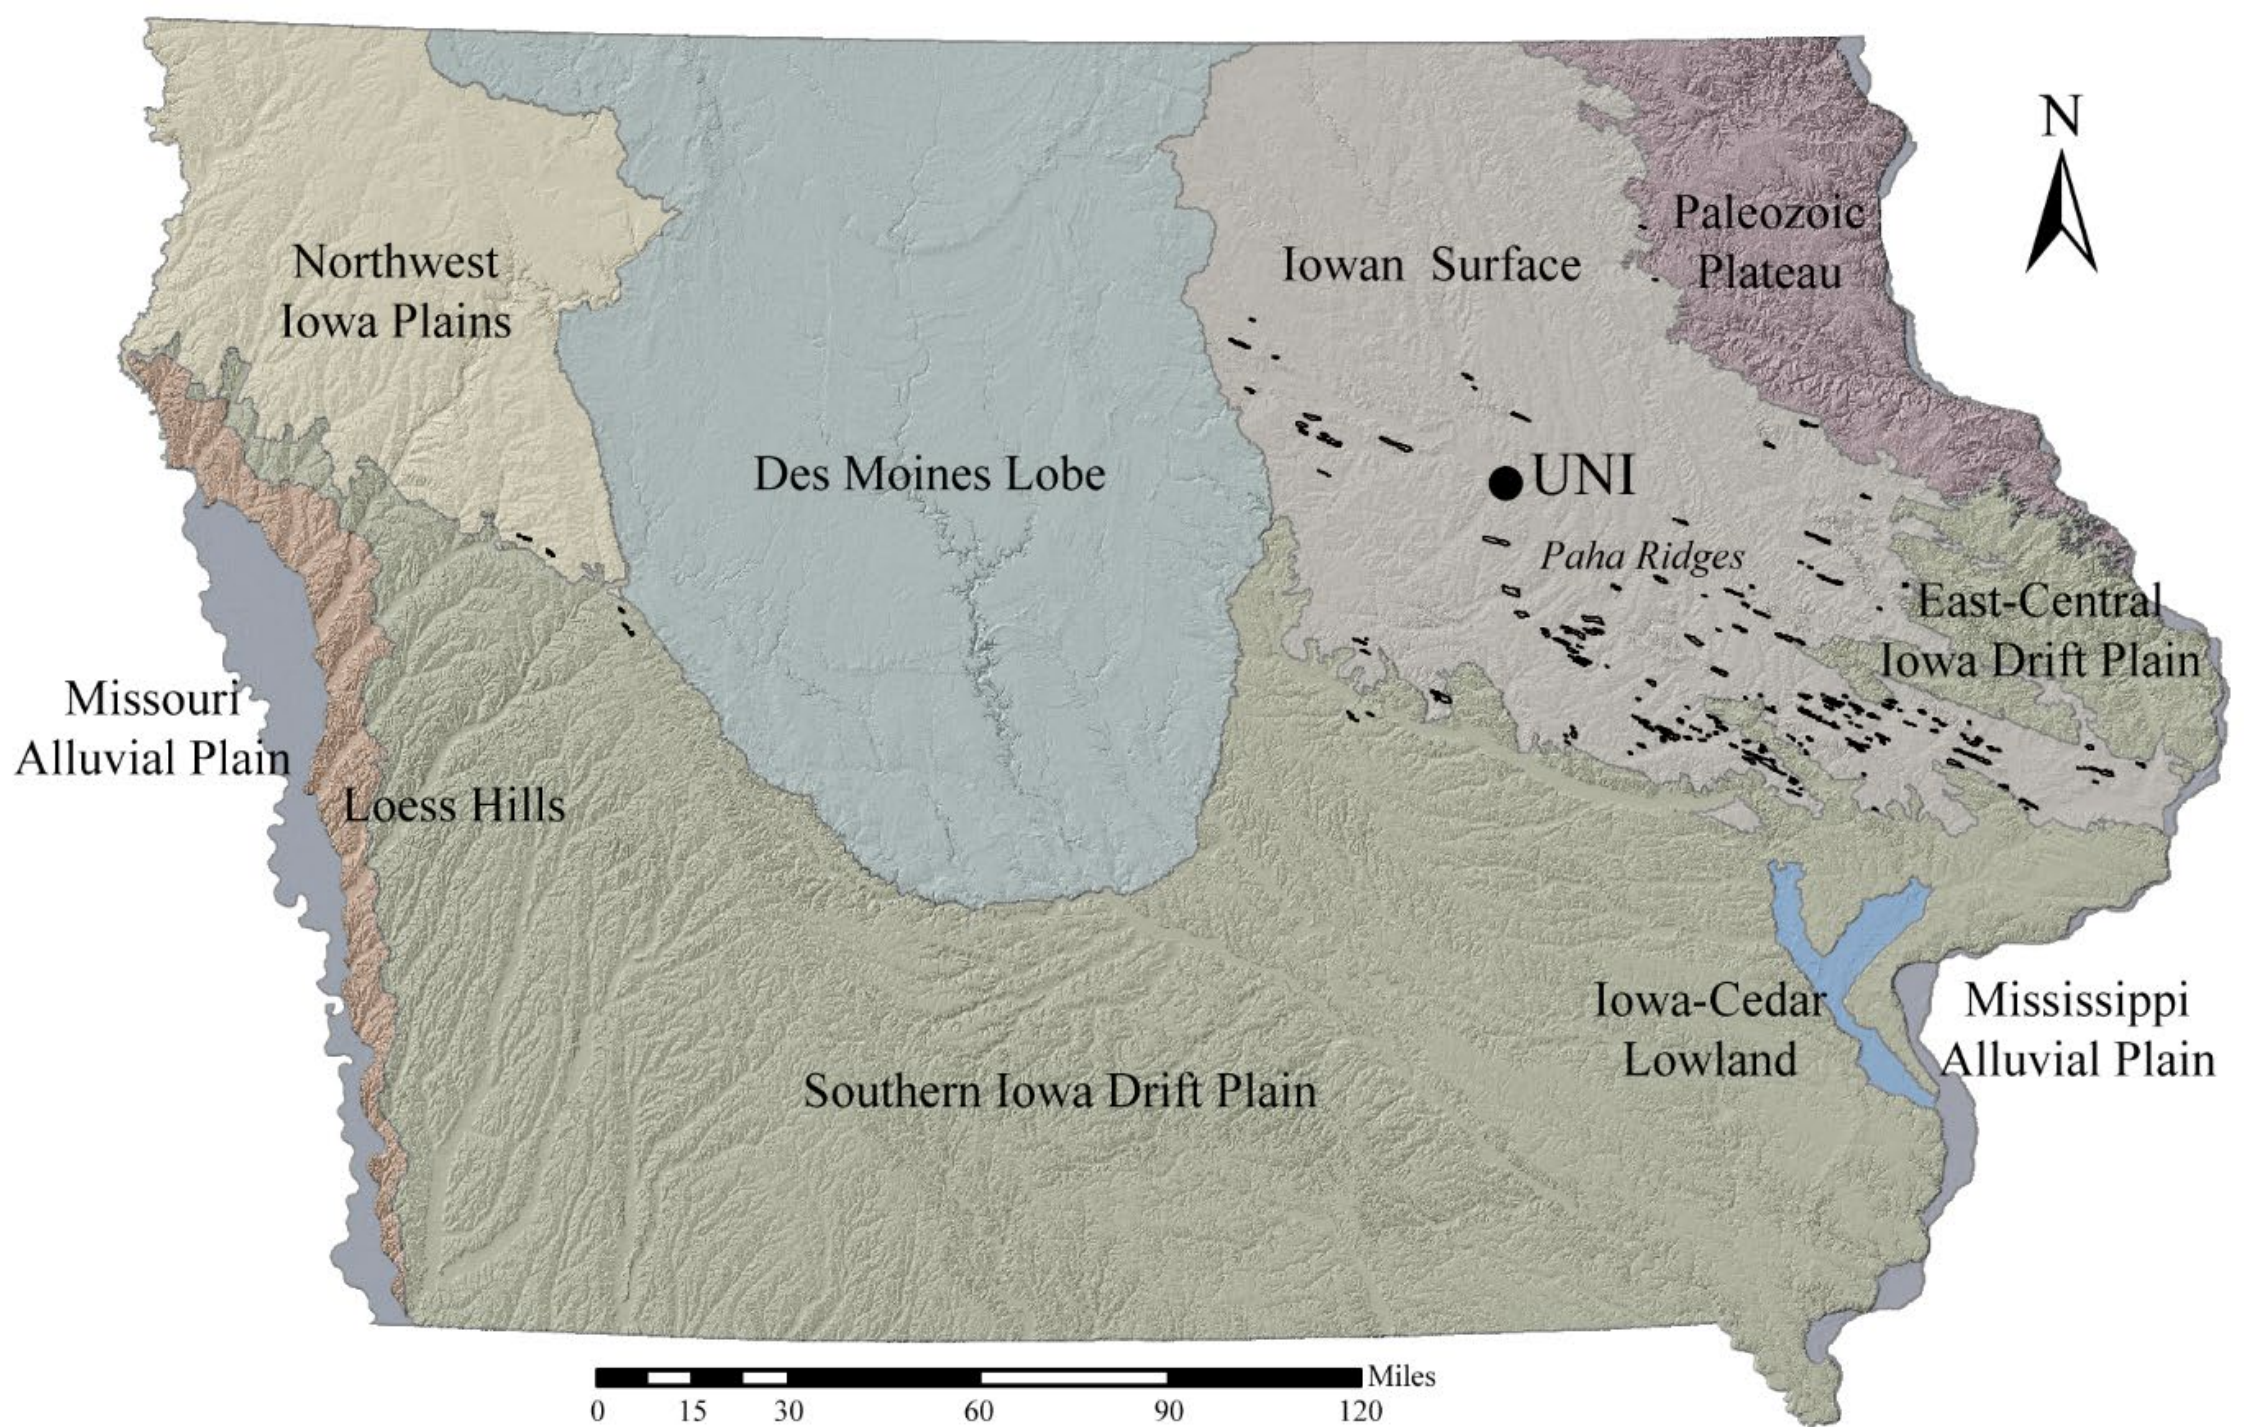 N
Paleozoic
Plateau
Northwest
Iowa Plains
Iowan Surface
Des Moines Lobe
UNI
Paha Ridges
East-Central
Iowa Drift Plain
Missouri
Alluvial Plain
Loess Hills
Iowa-Cedar
Lowland
Mississippi
Alluvial Plain
Southern Iowa Drift Plain
Miles
0 15 30 60 90 120